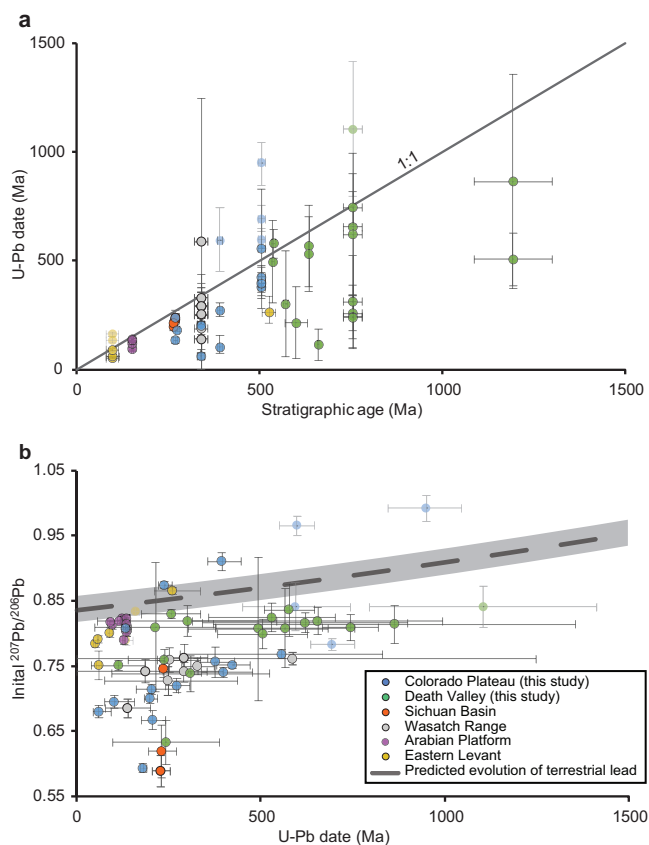 a
1500
1000
500
0
U-Pb date (Ma)
1:1
0 500 1000 1500
Stratigraphic age (Ma)
b
1.05
0.95
0.85
0.75
0.65
0.55
Inital ²⁰⁷Pb/²⁰⁶Pb
Colorado Plateau (this study)
Death Valley (this study)
Sichuan Basin
Wasatch Range
Arabian Platform
Eastern Levant
Predicted evolution of terrestrial lead
0 500 1000 1500
U-Pb date (Ma)